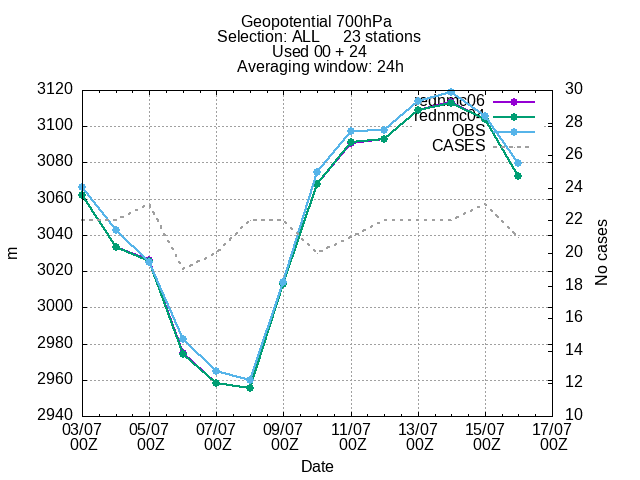 Geopotential 700hPa
Selection: ALL 23 stations
Used 00 + 24
Averaging window: 24h
3120
3100
3080
3060
3040
3020
3000
2980
2960
2940
m
30
28
26
24
22
20
18
16
14
12
10
No cases
rednmc06
rednmc04
OBS
CASES
03/07 05/07 07/07 09/07 11/07 13/07 15/07 17/07
00Z 00Z 00Z 00Z 00Z 00Z 00Z 00Z
Date